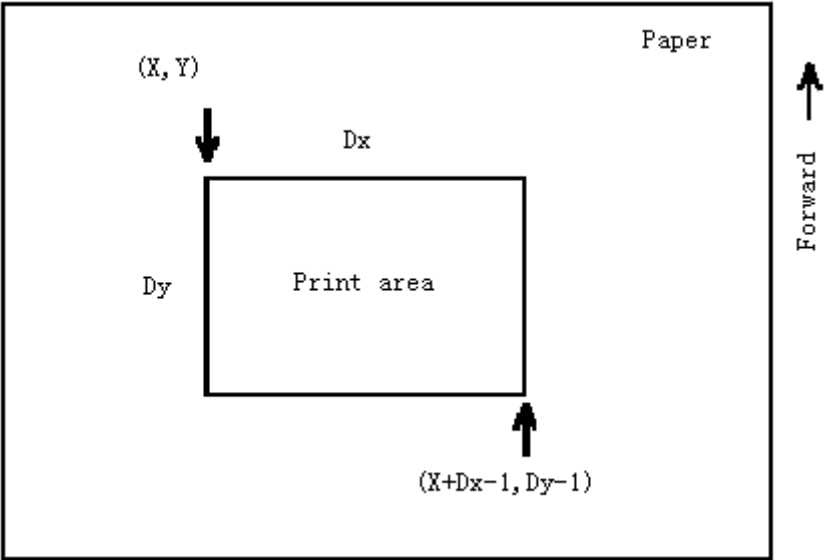 Paper
(X,Y)
Dx
Forward
Dy
Print area
(X+Dx-1,Dy-1)